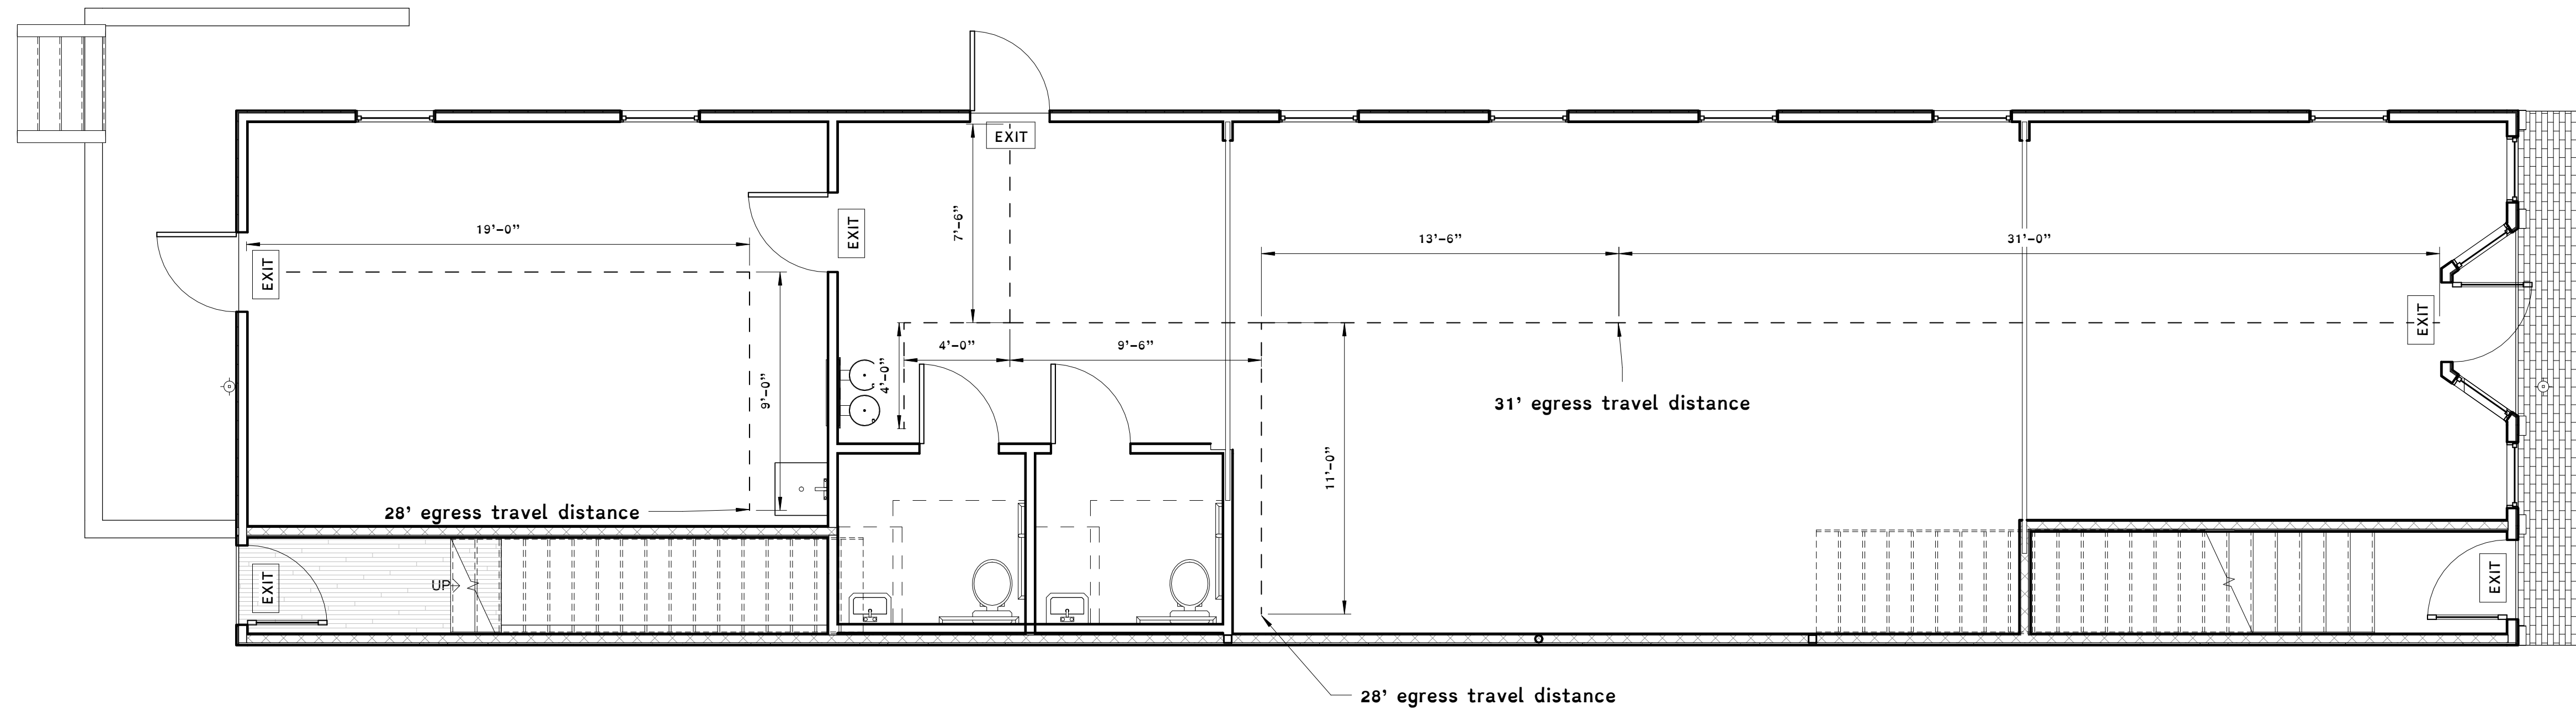 EXIT
7'-6"
EXIT
19'-0"
EXIT
13'-6"
31'-0"
EXIT
4'-0"
9'-6"
4'-0"
9'-0"
31' egress travel distance
11'-0"
28' egress travel distance
EXIT
UP
EXIT
28' egress travel distance